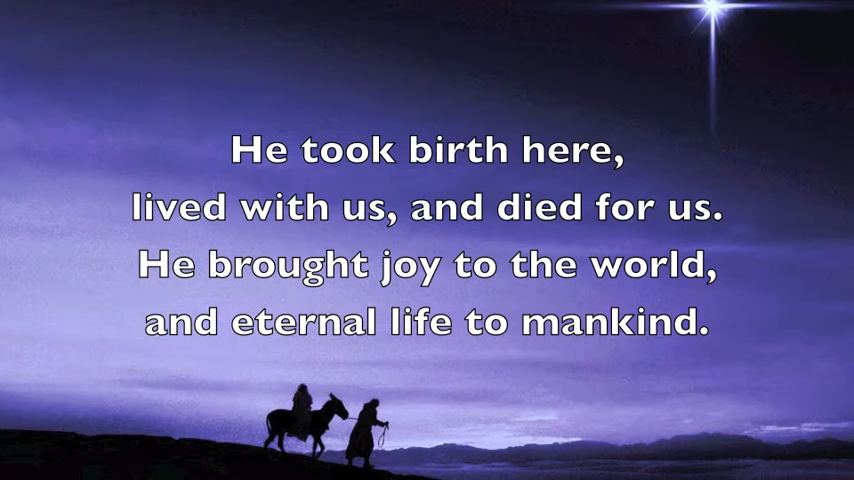 He took birth here,
lived with us, and died for us.
He brought joy to the world,
and eternal life to mankind.